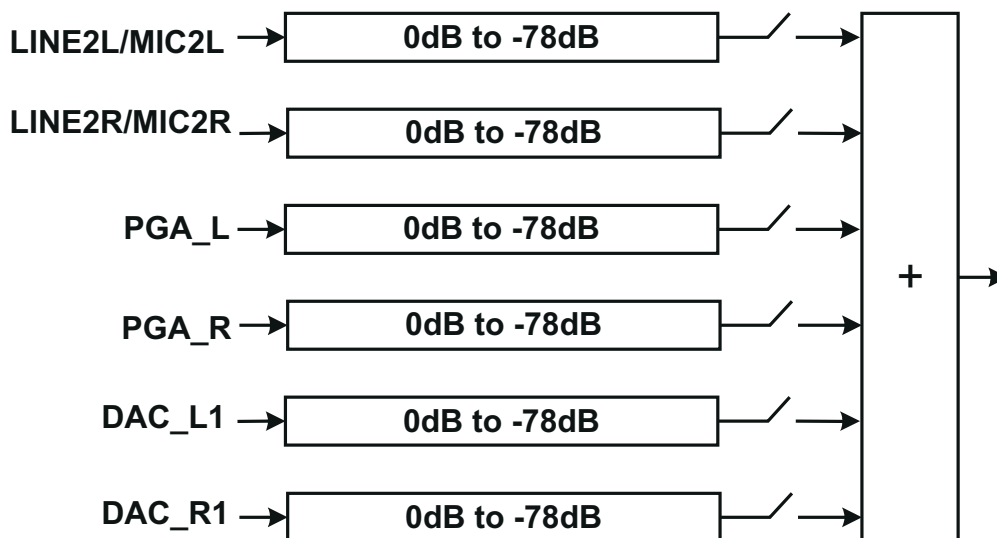 LINE2L/MIC2L
0dB to -78dB
LINE2R/MIC2R
0dB to -78dB
PGA_L
0dB to -78dB
+
PGA_R
0dB to -78dB
DAC_L1
0dB to -78dB
DAC_R1
0dB to -78dB